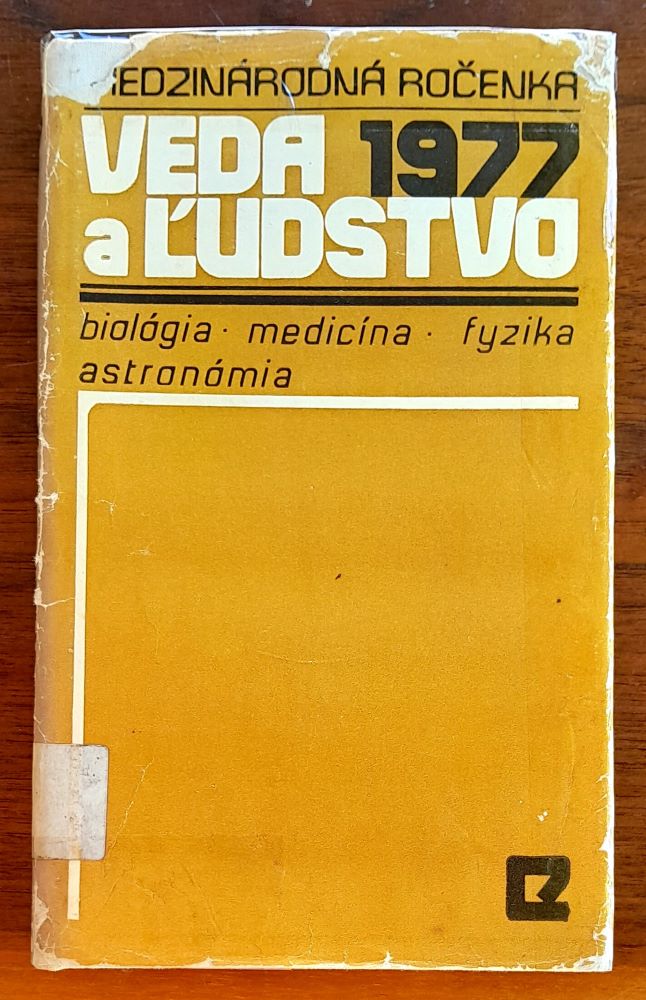 MEDZINÁRODNÁ ROČENKA
VEDA 1977
a ĽUDSTVO
biológia · medicína · fyzika
astronómia